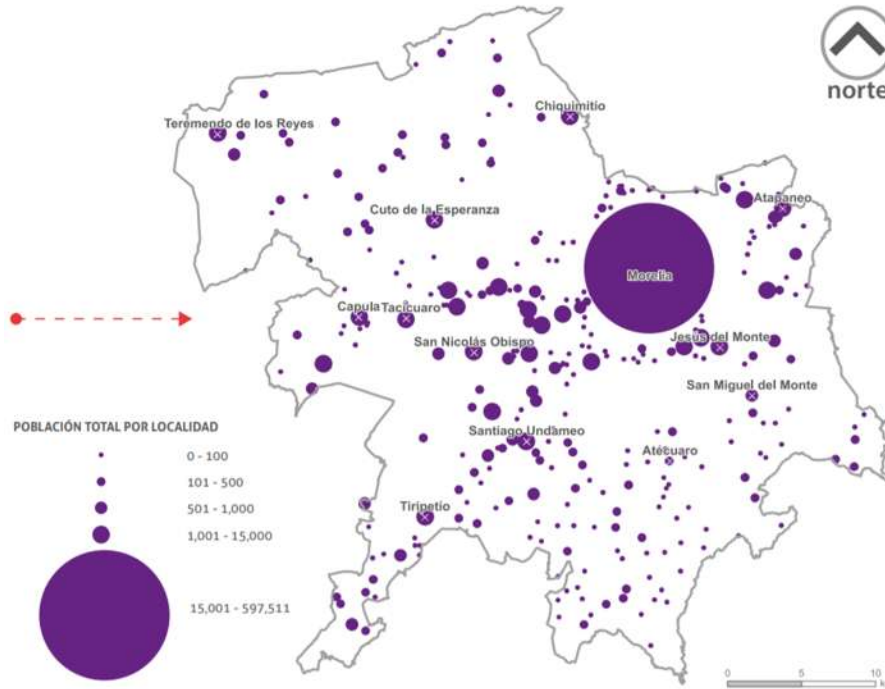 norte
Chiquimitio
Teremendo de los Reyes
Atapaneo
Cuto de la Esperanza
Morelia
Capula
Tacicuaro
San Nicolás Obispo
Jesús del Monte
San Miguel del Monte
POBLACIÓN TOTAL POR LOCALIDAD
0 - 100
101 - 500
501 - 1,000
1,001 - 15,000
15,001 - 597,511
Santiago Undameo
Atécuaro
Tiripetio
0 5 10
k